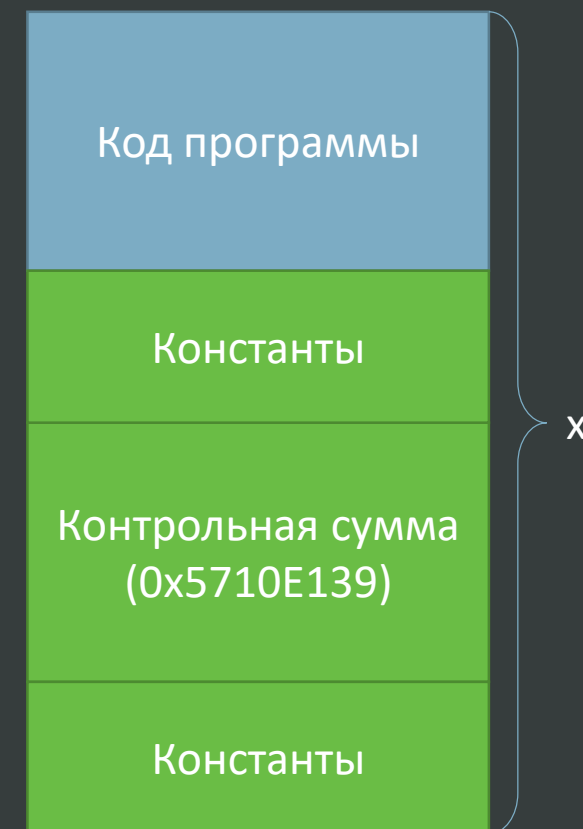 Код программы
Константы
x
Контрольная сумма
(0x5710E139)
Константы